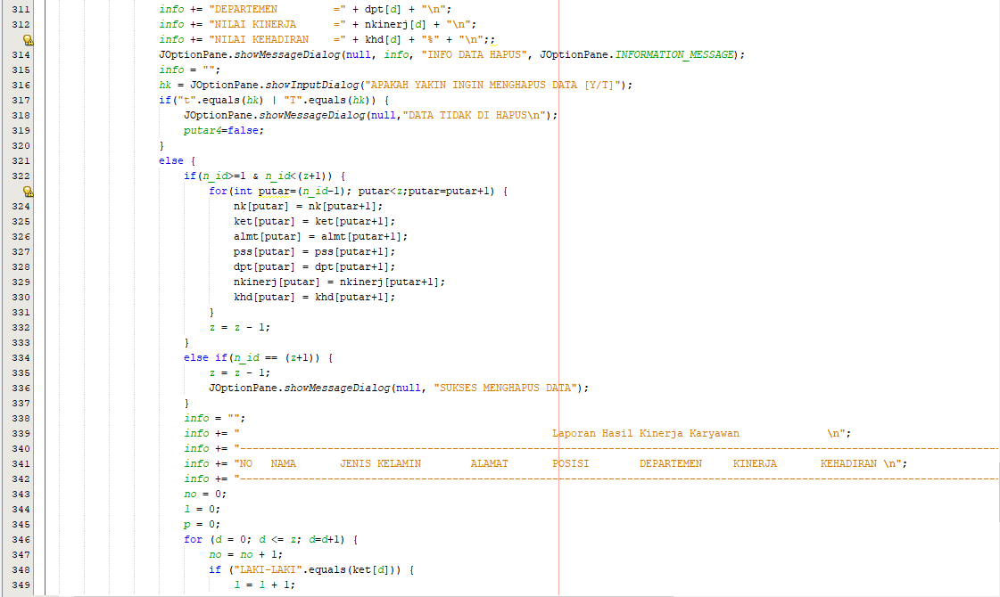 311 info += "DEPARTEMEN         =" + dpt[d] + "\n";
312 info += "NILAI KINERJA      =" + nkinerj[d] + "\n";
info += "NILAI KEHADIRAN    =" + khd[d] + "%" + "\n";;
314 JOptionPane.showMessageDialog(null, info, "INFO DATA HAPUS", JOptionPane.INFORMATION_MESSAGE);
315 info = "";
316 hk = JOptionPane.showInputDialog("APAKAH YAKIN INGIN MENGHAPUS DATA [Y/T]");
317 if("t".equals(hk) | "T".equals(hk)) {
318 JOptionPane.showMessageDialog(null,"DATA TIDAK DI HAPUS\n");
319 putar4=false;
320 }
321 else {
322 if(n_id>=1 & n_id<(z+1)) {
for(int putar=(n_id-1); putar<z;putar=putar+1) {
324 nk[putar] = nk[putar+1];
325 ket[putar] = ket[putar+1];
326 almt[putar] = almt[putar+1];
327 pss[putar] = pss[putar+1];
328 dpt[putar] = dpt[putar+1];
329 nkinerj[putar] = nkinerj[putar+1];
330 khd[putar] = khd[putar+1];
331 }
332 z = z - 1;
333 }
334 else if(n_id == (z+1)) {
335 z = z - 1;
336 JOptionPane.showMessageDialog(null, "SUKSES MENGHAPUS DATA");
337 }
338 info = "";
339 info += "                                                  Laporan Hasil Kinerja Karyawan              \n";
340 info += "-------------------------------------------------------------------------------------------------------------------------
341 info += "NO   NAMA       JENIS KELAMIN        ALAMAT       POSISI        DEPARTEMEN     KINERJA       KEHADIRAN \n";
342 info += "-------------------------------------------------------------------------------------------------------------------------
343 no = 0;
344 l = 0;
345 p = 0;
346 for (d = 0; d <= z; d=d+1) {
347 no = no + 1;
348 if ("LAKI-LAKI".equals(ket[d])) {
349 l = l + 1;